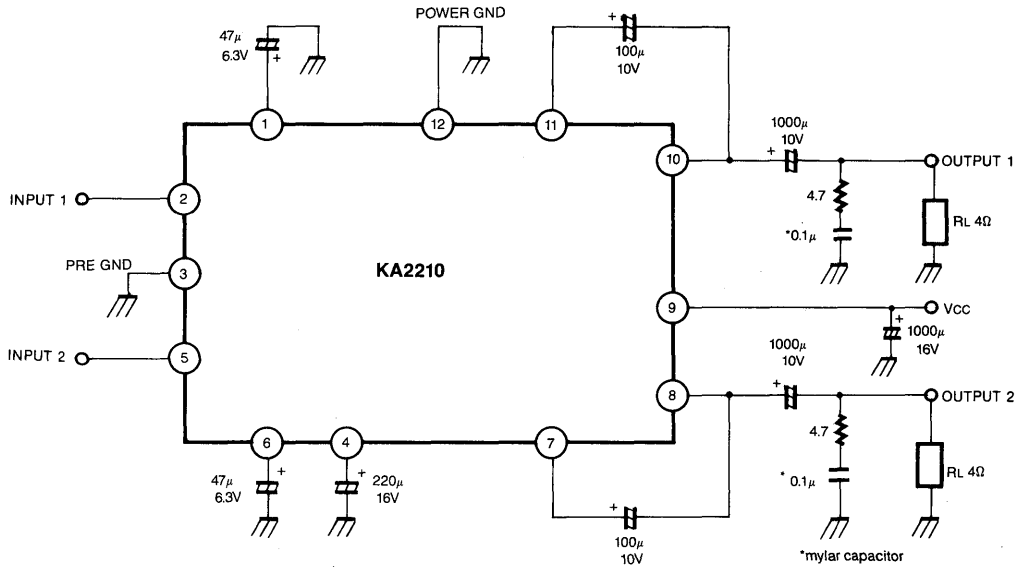 POWER GND
47μ
6.3V
+
+
100μ
10V
1
12
11
1000μ
10V
+
10
OUTPUT 1
INPUT 1
2
4.7
*0.1μ
RL 4Ω
PRE GND
3
KA2210
9
VCC
+
1000μ
16V
INPUT 2
5
1000μ
10V
+
8
OUTPUT 2
6
4
7
4.7
* 0.1μ
RL 4Ω
47μ
6.3V
+
+
220μ
16V
+
100μ
10V
*mylar capacitor